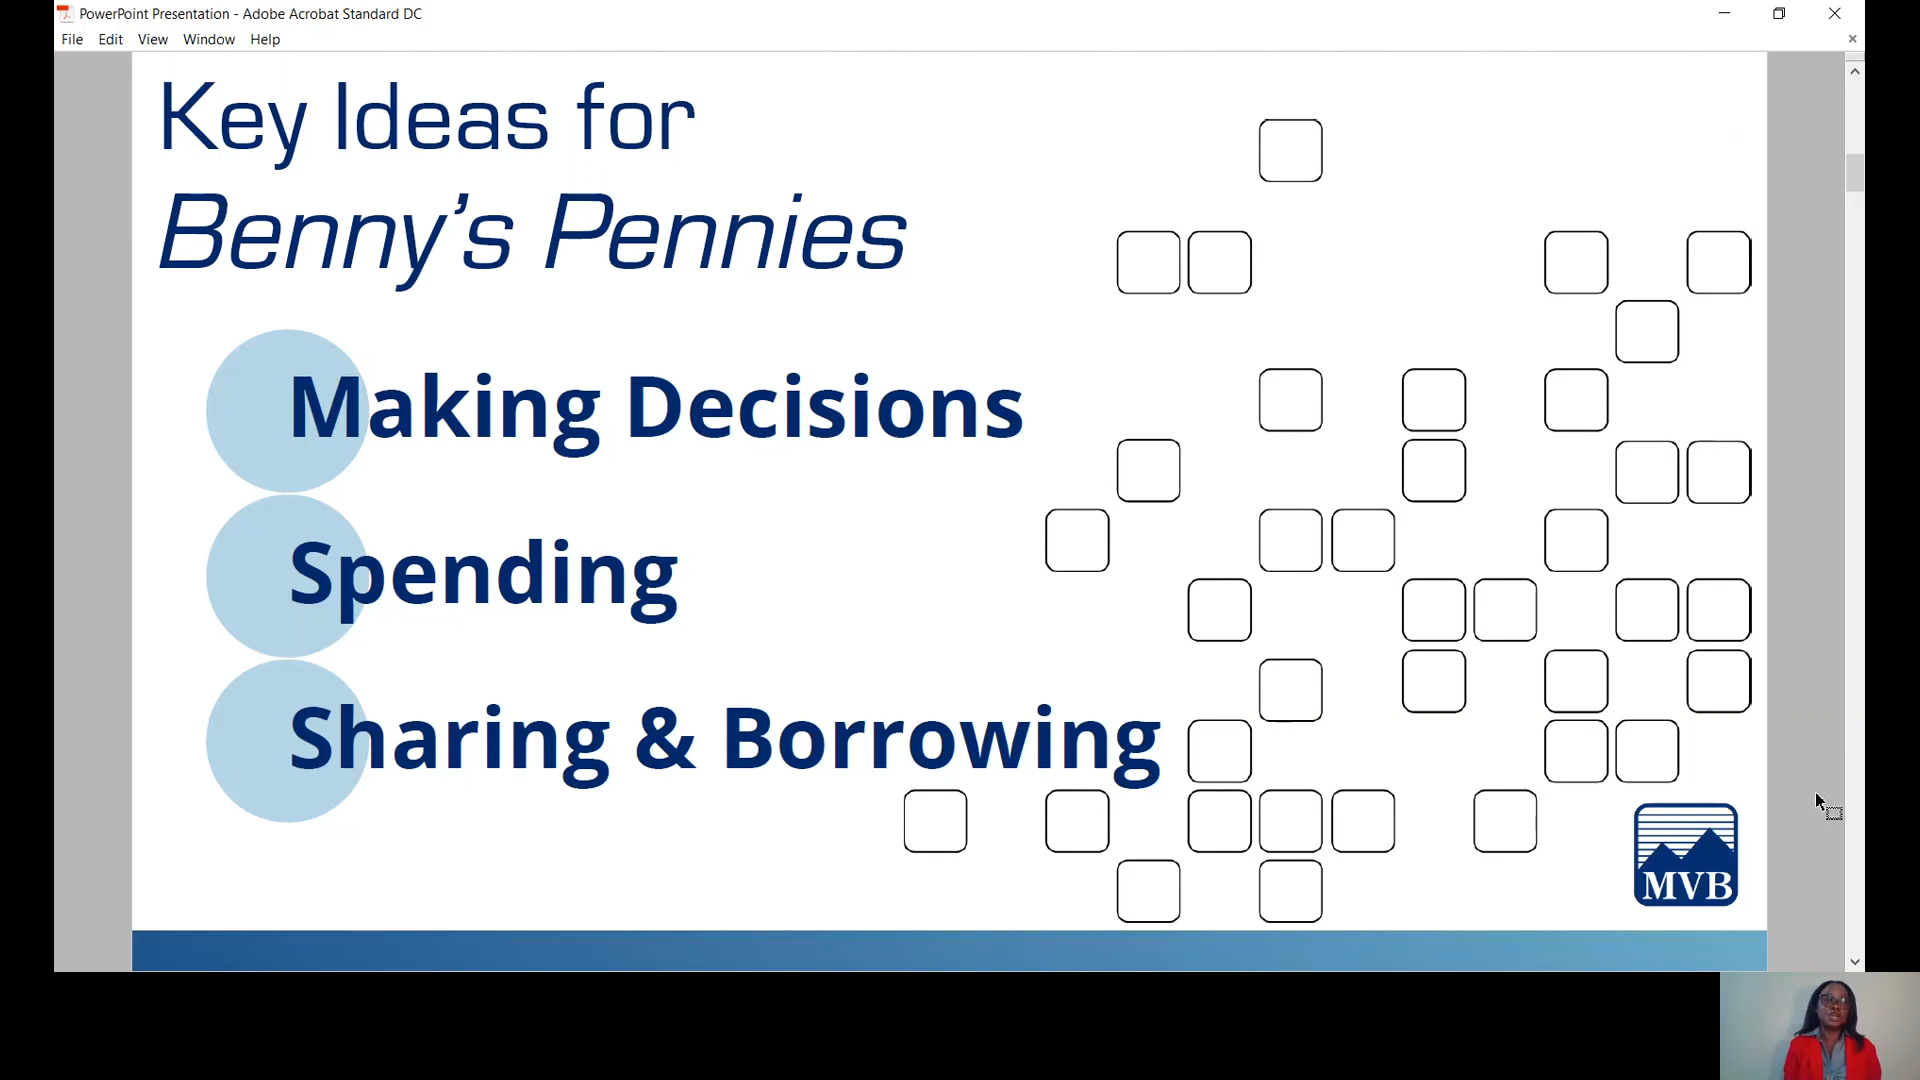 PowerPoint Presentation - Adobe Acrobat Standard DC
File Edit View Window Help
Key Ideas for
Benny’s Pennies
Making Decisions
Spending
Sharing & Borrowing
MVB